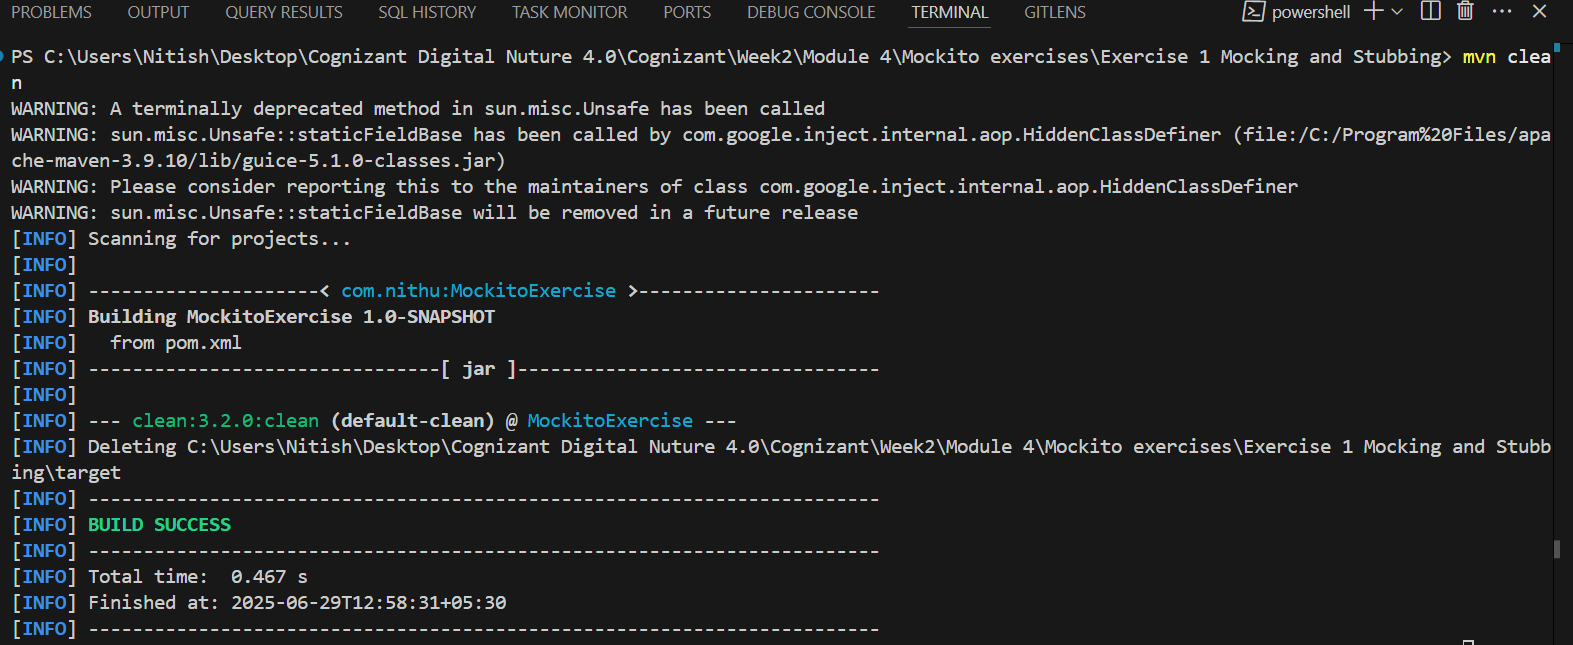 PROBLEMS OUTPUT QUERY RESULTS SQL HISTORY TASK MONITOR PORTS DEBUG CONSOLE TERMINAL GITLENS powershell
PS C:\Users\Nitish\Desktop\Cognizant Digital Nuture 4.0\Cognizant\Week2\Module 4\Mockito exercises\Exercise 1 Mocking and Stubbing> mvn clea
n
WARNING: A terminally deprecated method in sun.misc.Unsafe has been called
WARNING: sun.misc.Unsafe::staticFieldBase has been called by com.google.inject.internal.aop.HiddenClassDefiner (file:/C:/Program%20Files/apa
che-maven-3.9.10/lib/guice-5.1.0-classes.jar)
WARNING: Please consider reporting this to the maintainers of class com.google.inject.internal.aop.HiddenClassDefiner
WARNING: sun.misc.Unsafe::staticFieldBase will be removed in a future release
[INFO] Scanning for projects...
[INFO]
[INFO] ---------------------< com.nithu:MockitoExercise >----------------------
[INFO] Building MockitoExercise 1.0-SNAPSHOT
[INFO]   from pom.xml
[INFO] --------------------------------[ jar ]---------------------------------
[INFO]
[INFO] --- clean:3.2.0:clean (default-clean) @ MockitoExercise ---
[INFO] Deleting C:\Users\Nitish\Desktop\Cognizant Digital Nuture 4.0\Cognizant\Week2\Module 4\Mockito exercises\Exercise 1 Mocking and Stubb
ing\target
[INFO] ------------------------------------------------------------------------
[INFO] BUILD SUCCESS
[INFO] ------------------------------------------------------------------------
[INFO] Total time:  0.467 s
[INFO] Finished at: 2025-06-29T12:58:31+05:30
[INFO] ------------------------------------------------------------------------